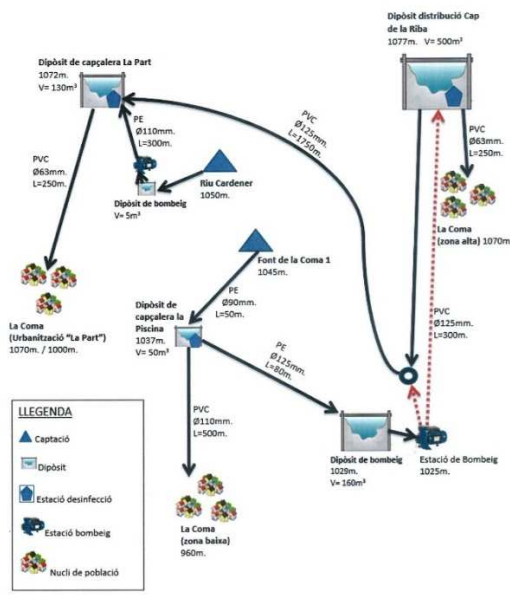 Dipòsit distribució Cap
de la Riba
1077m. V= 500m³
Dipòsit de capçalera La Part
1072m.
V= 130m³
PE
Ø110mm.
L=300m.
PVC
Ø125mm.
L=1750m.
PVC
Ø63mm.
L=250m.
PVC
Ø63mm.
L=250m.
Riu Cardener
1050m.
Dipòsit de bombeig
V= 5m³
La Coma
(zona alta) 1070m.
Font de la Coma 1
1045m.
La Coma
(Urbanització "La Part")
1070m. / 1000m.
Dipòsit de
capçalera la
Piscina
1037m.
V= 50m³
PE
Ø90mm.
L=50m.
PVC
Ø125mm.
L=300m.
PE
Ø125mm.
L=80m.
PVC
Ø110mm.
L=500m.
Dipòsit de bombeig
1029m.
V= 160m³
Estació de Bombeig
1025m.
La Coma
(zona baixa)
960m.
LLEGENDA
Captació
Dipòsit
Estació desinfecció
Estació bombeig
Nucli de població